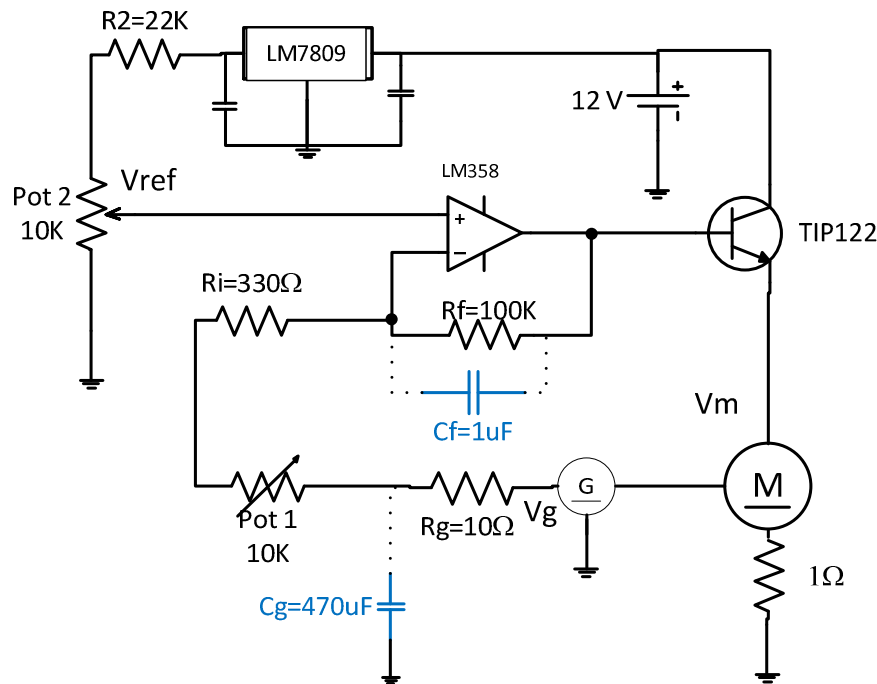 R2=22K
LM7809
12 V
+
LM358
Pot 2
10K
Vref
+
−
TIP122
Ri=330Ω
Rf=100K
Cf=1uF
Vm
Pot 1
10K
Rg=10Ω
Vg
G
M
1Ω
Cg=470uF